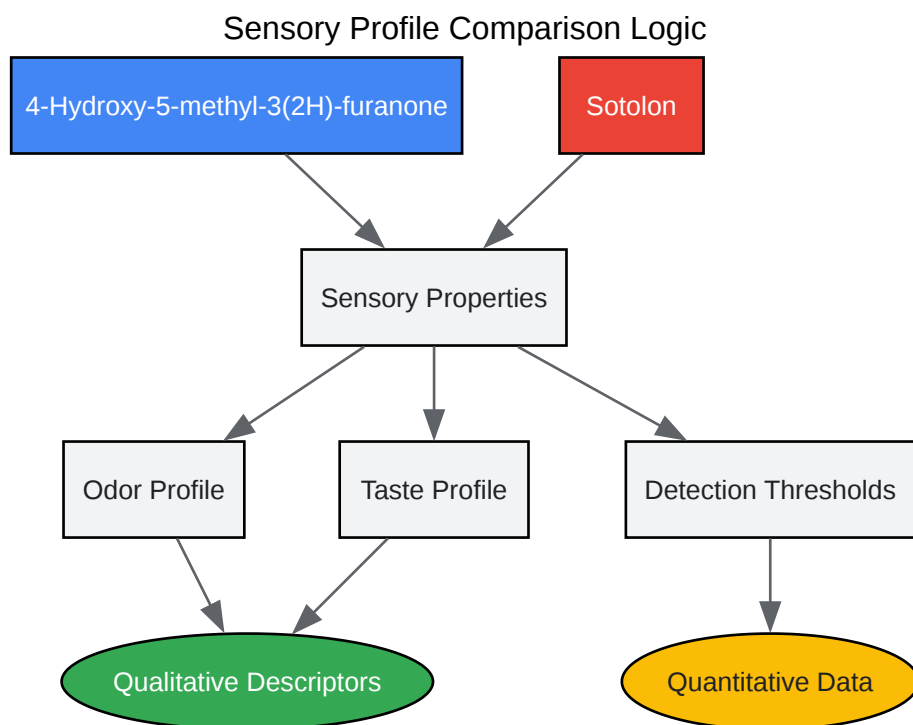 Sensory Profile Comparison Logic
4-Hydroxy-5-methyl-3(2H)-furanone
Sotolon
Sensory Properties
Odor Profile
Taste Profile
Detection Thresholds
Qualitative Descriptors
Quantitative Data